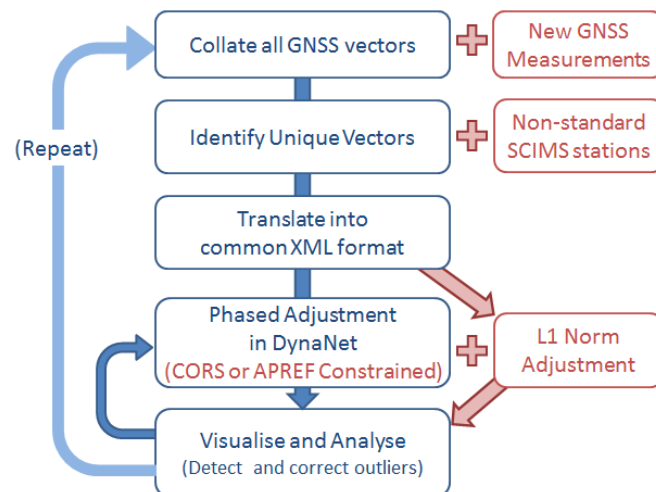 Collate all GNSS vectors
New GNSS
Measurements
(Repeat)
Identify Unique Vectors
Non-standard
SCIMS stations
Translate into
common XML format
Phased Adjustment
in DynaNet
(CORS or APREF Constrained)
L1 Norm
Adjustment
Visualise and Analyse
(Detect and correct outliers)